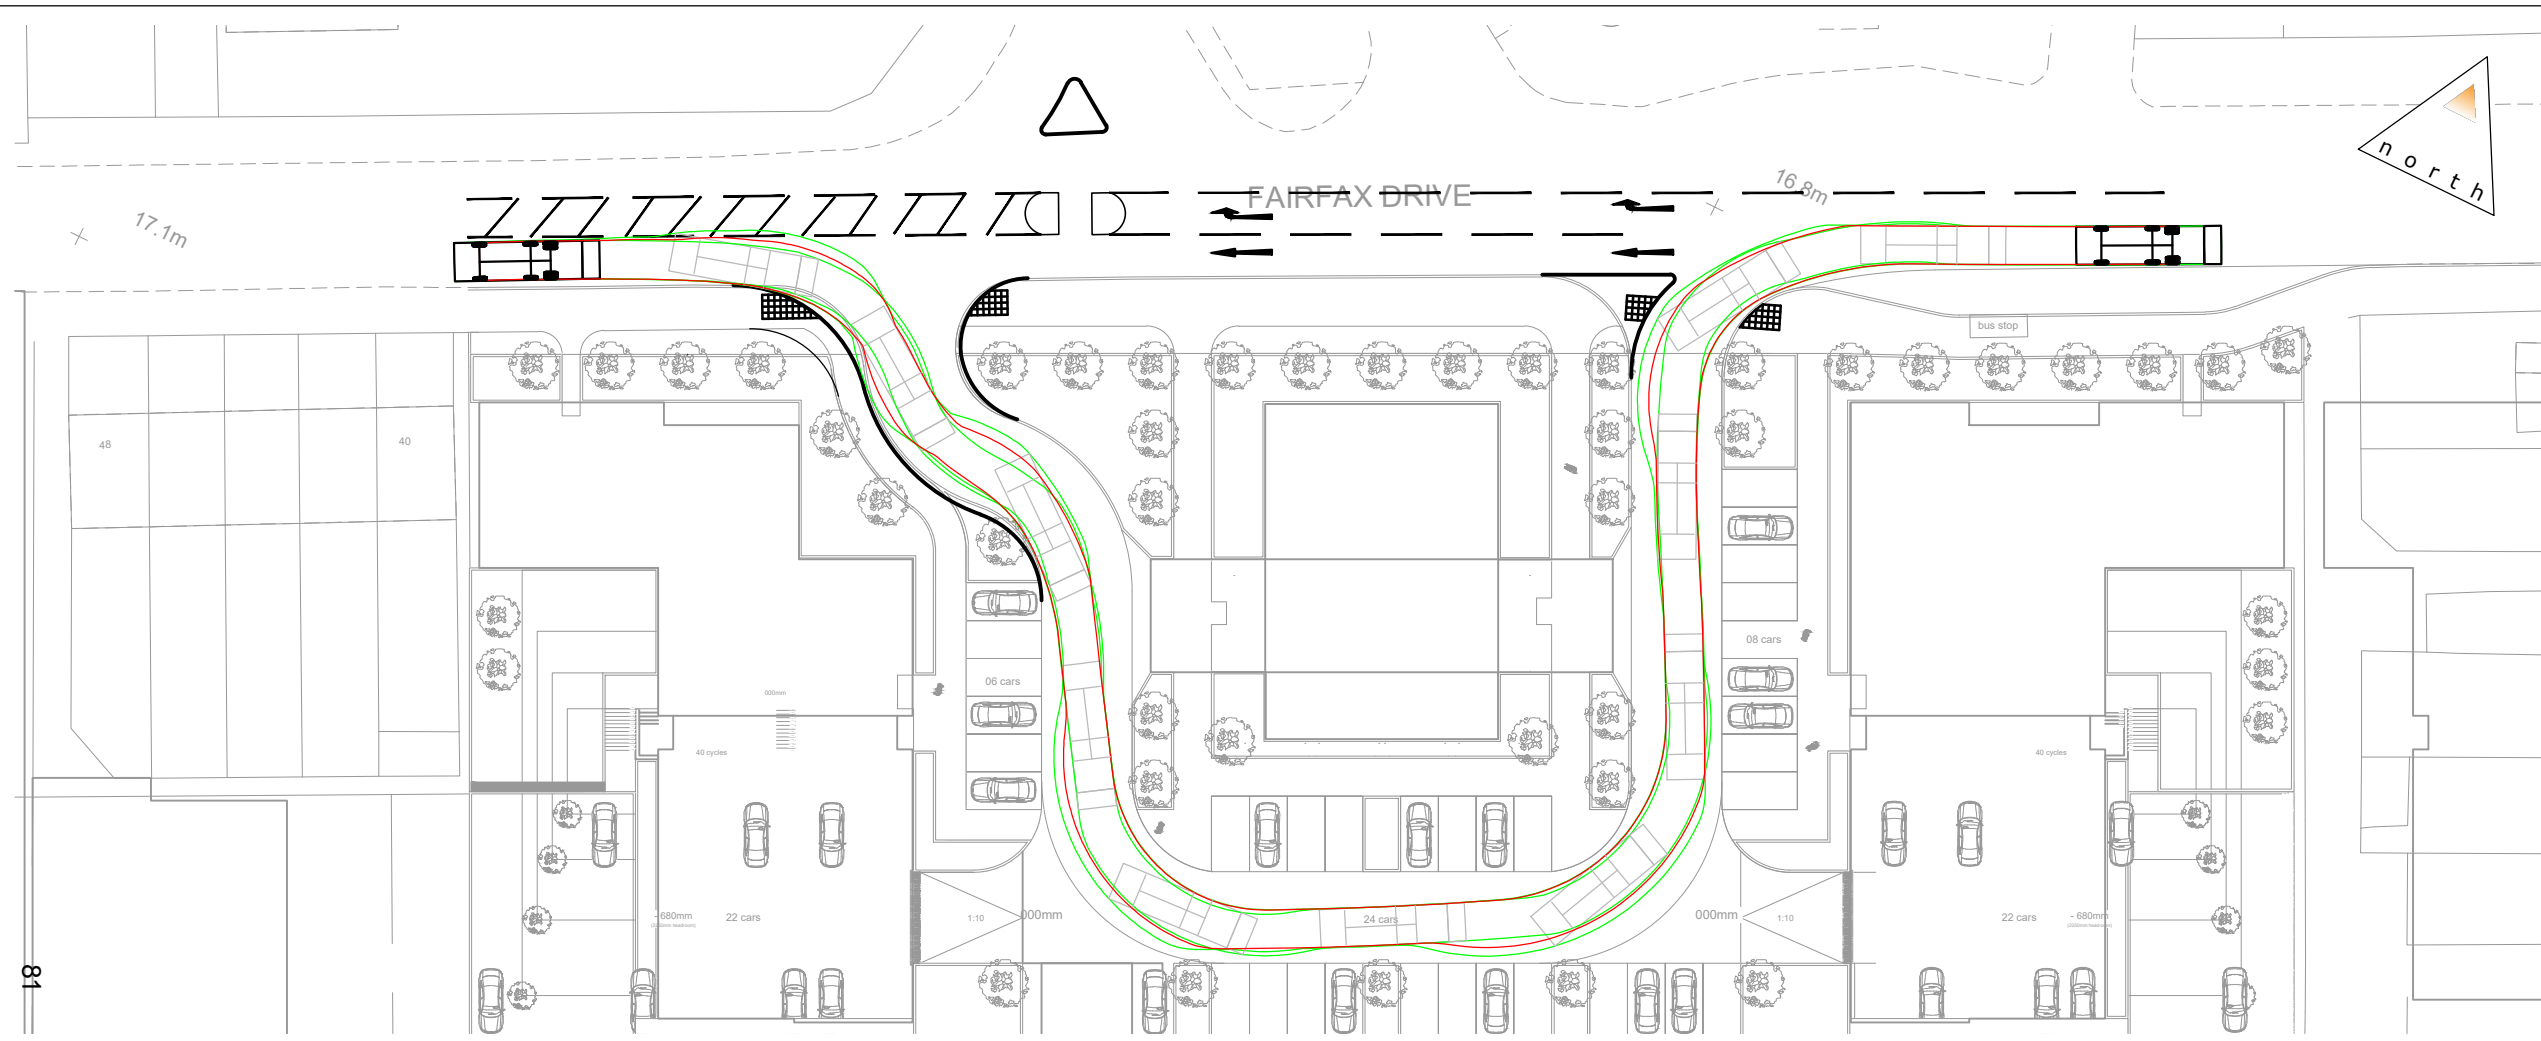 north
FAIRFAX DRIVE
16.8m
17.1m
bus stop
48
40
08 cars
06 cars
000mm
40 cycles
40 cycles
- 680mm
22 cars
1:10
000mm
24 cars
000mm
1:10
22 cars
- 680mm
81